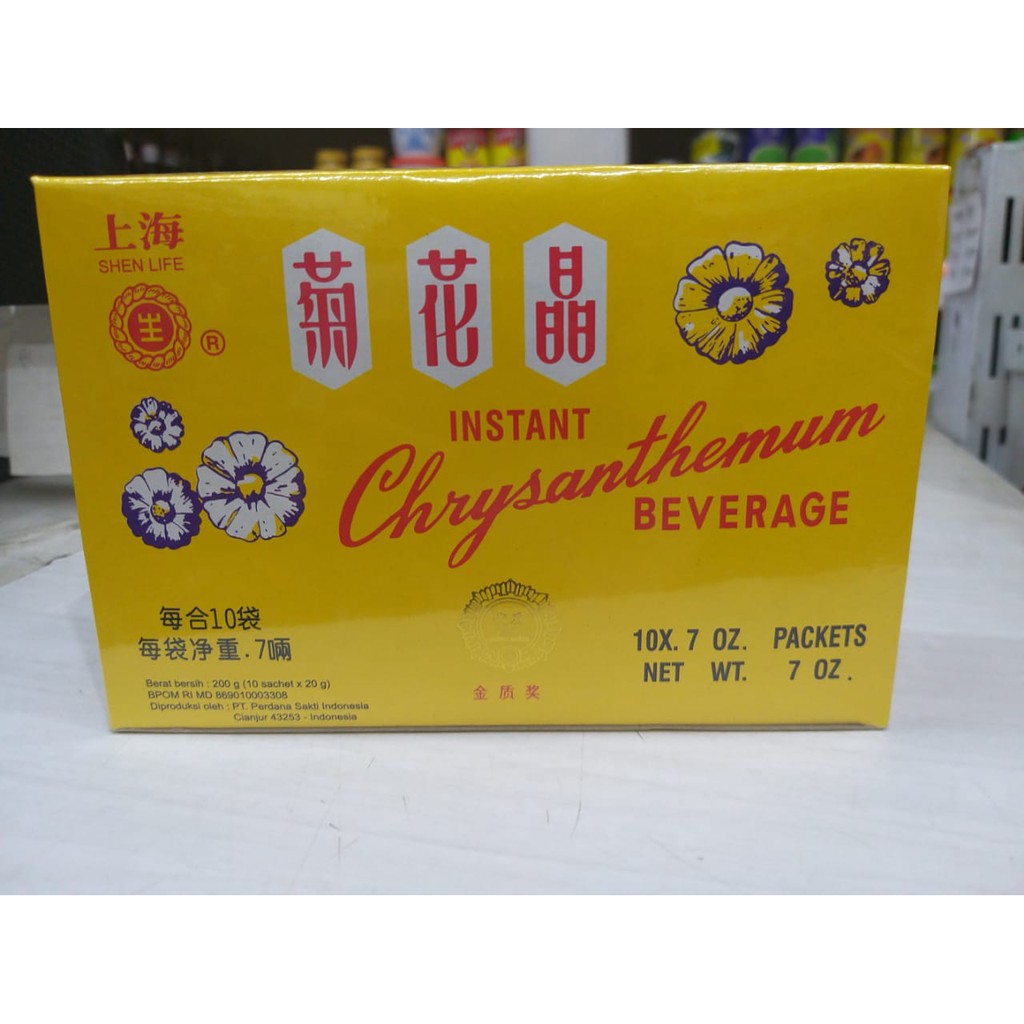 上海
SHEN LIFE
生
®
菊花晶
INSTANT
Chrysanthemum
BEVERAGE
每合10袋
每袋净重.7啢
Berat bersih : 200 g (10 sachet x 20 g)
BPOM RI MD 869010003308
Diproduksi oleh : PT. Perdana Sakti Indonesia
Cianjur 43253 - Indonesia
金质奖
10X. 7 OZ. PACKETS
NET WT. 7 OZ.